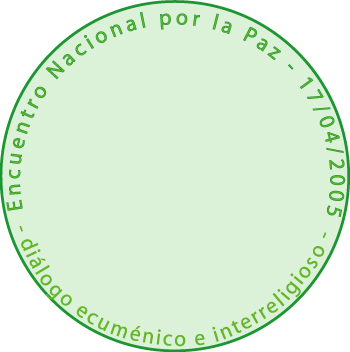 Encuentro Nacional por la Paz - 17/04/2005
- diálogo ecuménico e interreligioso -